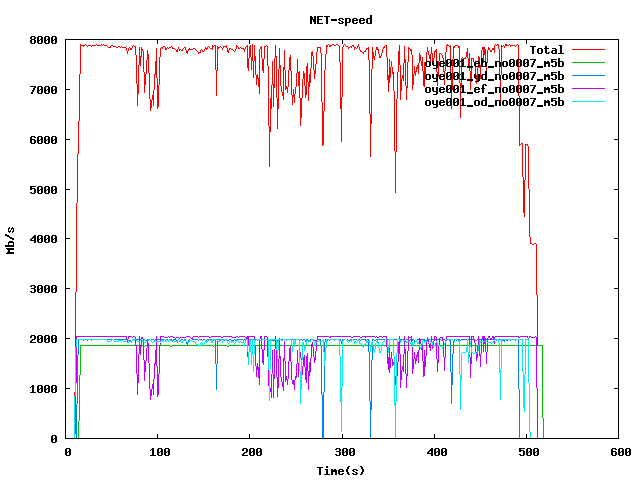 NET-speed
8000
7000
6000
5000
4000
3000
2000
1000
0
Mb/s
Total
oye001_eb_no0007_m5b
oye001_yd_no0007_m5b
oye001_ef_no0007_m5b
oye001_od_no0007_m5b
0 100 200 300 400 500 600
Time(s)